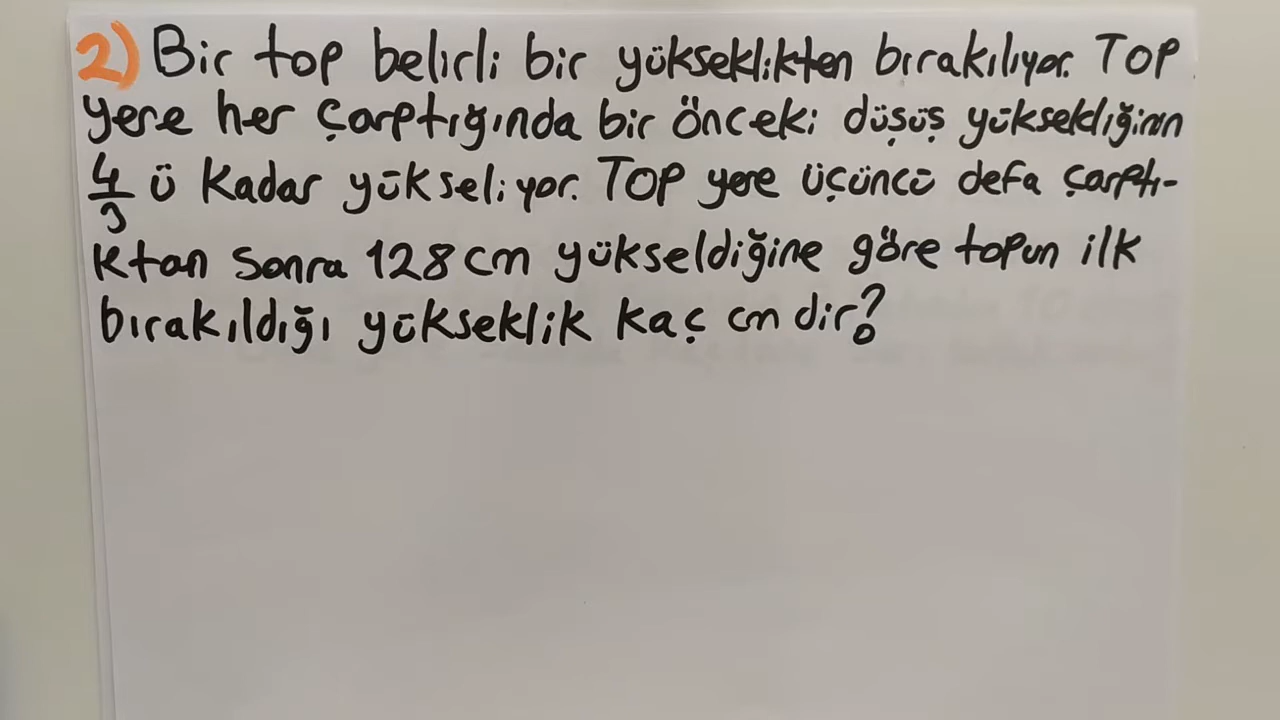 2) Bir top belirli bir yükseklikten bırakılıyor. Top
yere her çarptığında bir önceki düşüş yüksekliğinin
4/3 ü kadar yükseliyor. Top yere üçüncü defa çarptı-
ktan sonra 128 cm yükseldiğine göre topun ilk
bırakıldığı yükseklik kaç cm dir?